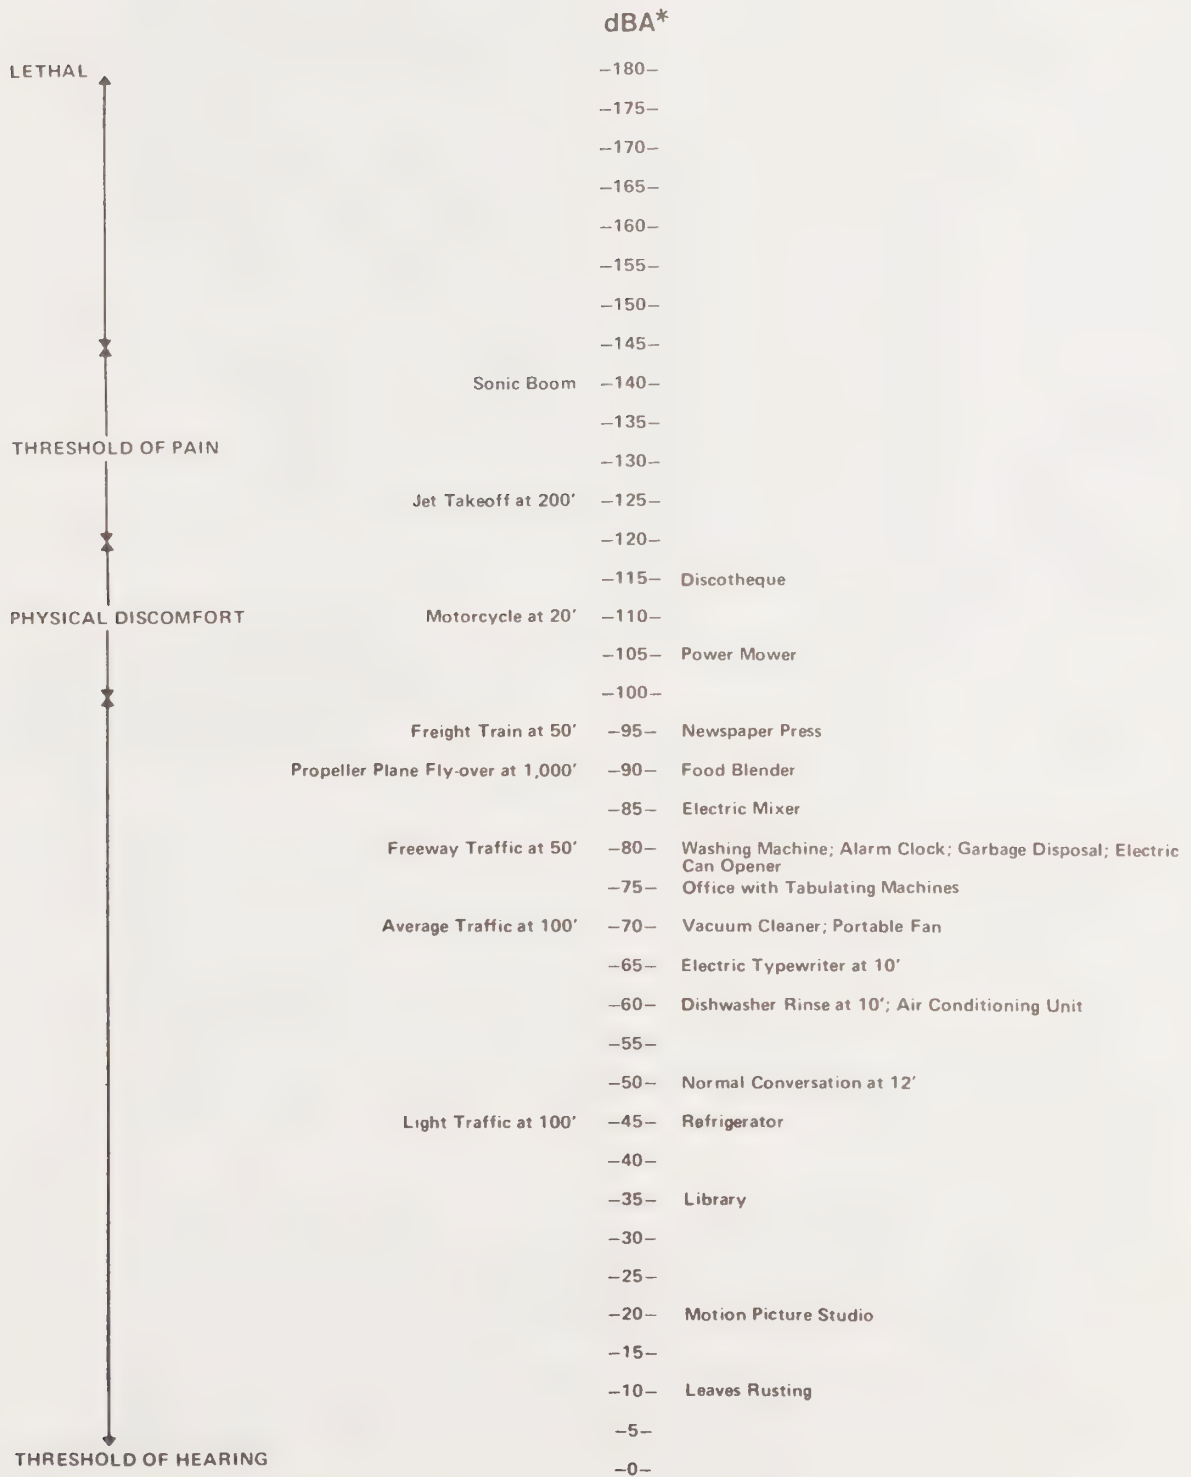 dBA*
LETHAL –180–
–175–
–170–
–165–
–160–
–155–
–150–
–145–
Sonic Boom –140–
–135–
THRESHOLD OF PAIN
–130–
Jet Takeoff at 200′ –125–
–120–
–115– Discotheque
PHYSICAL DISCOMFORT Motorcycle at 20′ –110–
–105– Power Mower
–100–
Freight Train at 50′ –95– Newspaper Press
Propeller Plane Fly-over at 1,000′ –90– Food Blender
–85– Electric Mixer
Freeway Traffic at 50′ –80– Washing Machine; Alarm Clock; Garbage Disposal; Electric
Can Opener
–75– Office with Tabulating Machines
Average Traffic at 100′ –70– Vacuum Cleaner; Portable Fan
–65– Electric Typewriter at 10′
–60– Dishwasher Rinse at 10′; Air Conditioning Unit
–55–
–50– Normal Conversation at 12′
Light Traffic at 100′ –45– Refrigerator
–40–
–35– Library
–30–
–25–
–20– Motion Picture Studio
–15–
–10– Leaves Rusting
–5–
THRESHOLD OF HEARING
–0–